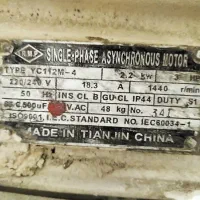 SINGLE-PHASE ASYNCHRONOUS MOTOR
TYPE YC112M-4 2.2 kW 3 HP
220/240 V 18.3 A 1440 r/min
50 Hz INS CL B GU·CL IP44 DUTY S1
500uF V.AC 48 kg No
ISO9001, I.E.C. STANDARD NO. IEC60034-1
MADE IN TIANJIN CHINA